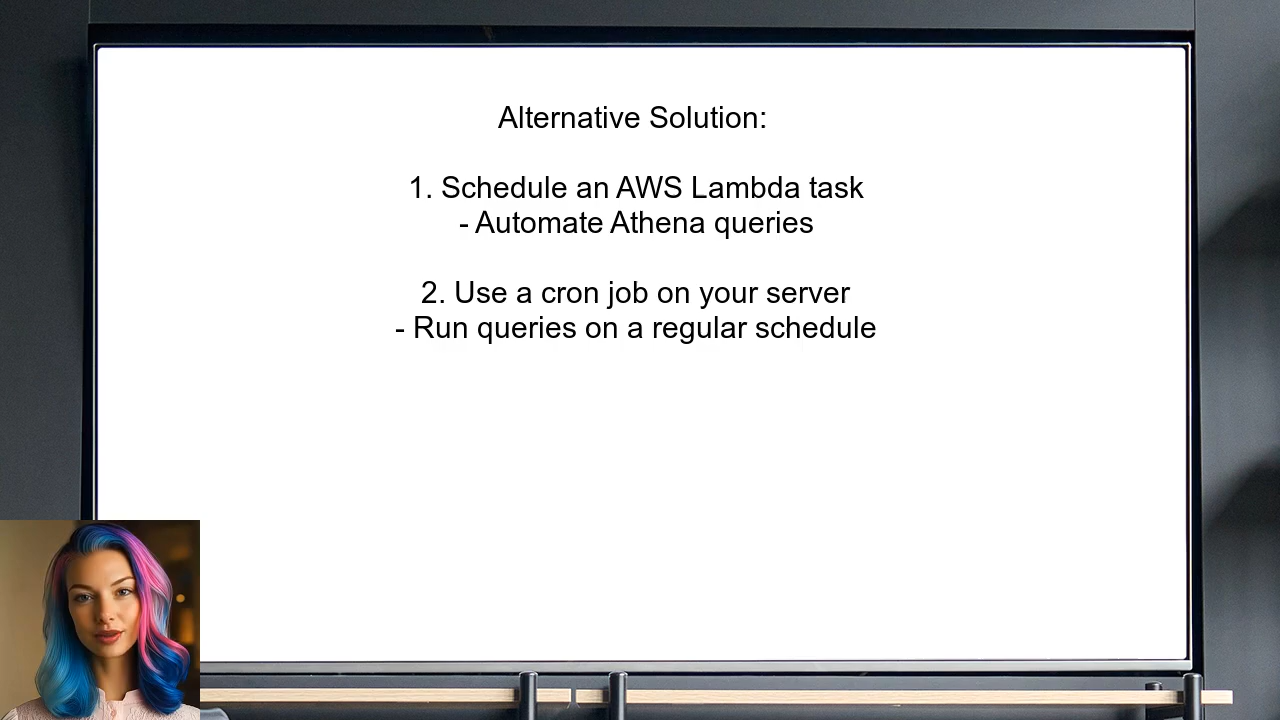 Alternative Solution:
1. Schedule an AWS Lambda task
- Automate Athena queries
2. Use a cron job on your server
- Run queries on a regular schedule